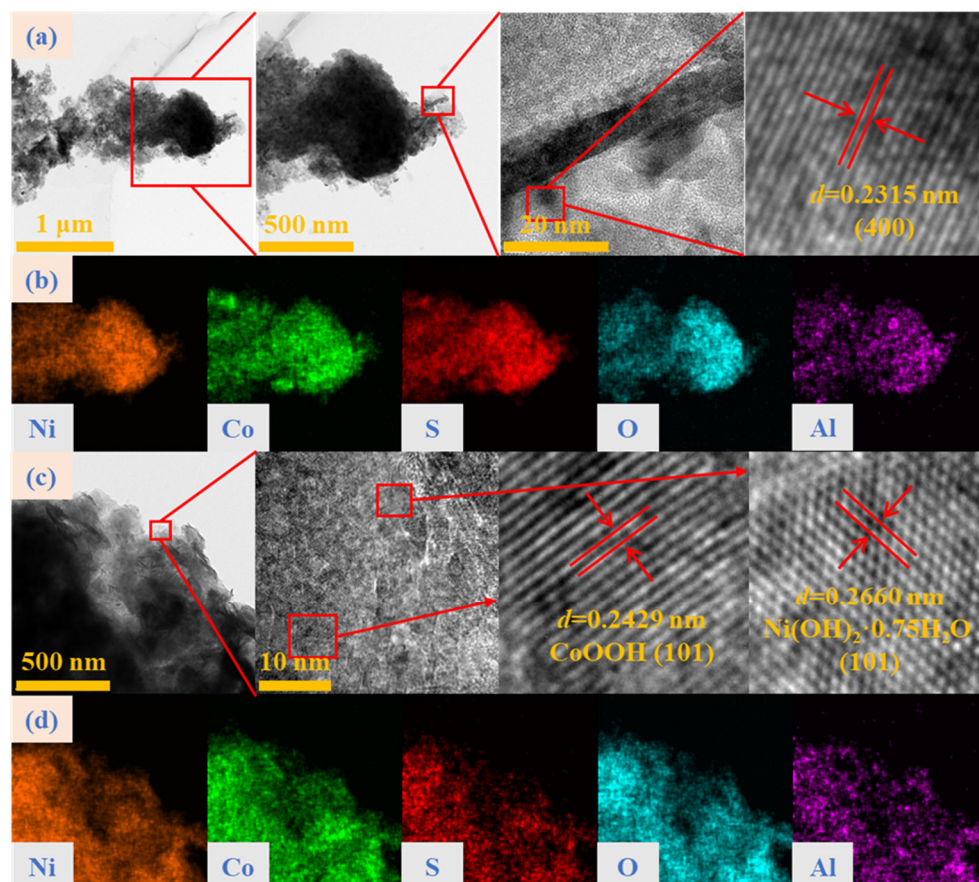 (a)
1 μm
500 nm
20 nm
d=0.2315 nm
(400)
(b)
Ni
Co
S
O
Al
(c)
500 nm
10 nm
d=0.2429 nm
CoOOH (101)
d=0.2660 nm
Ni(OH)₂·0.75H₂O
(101)
(d)
Ni
Co
S
O
Al